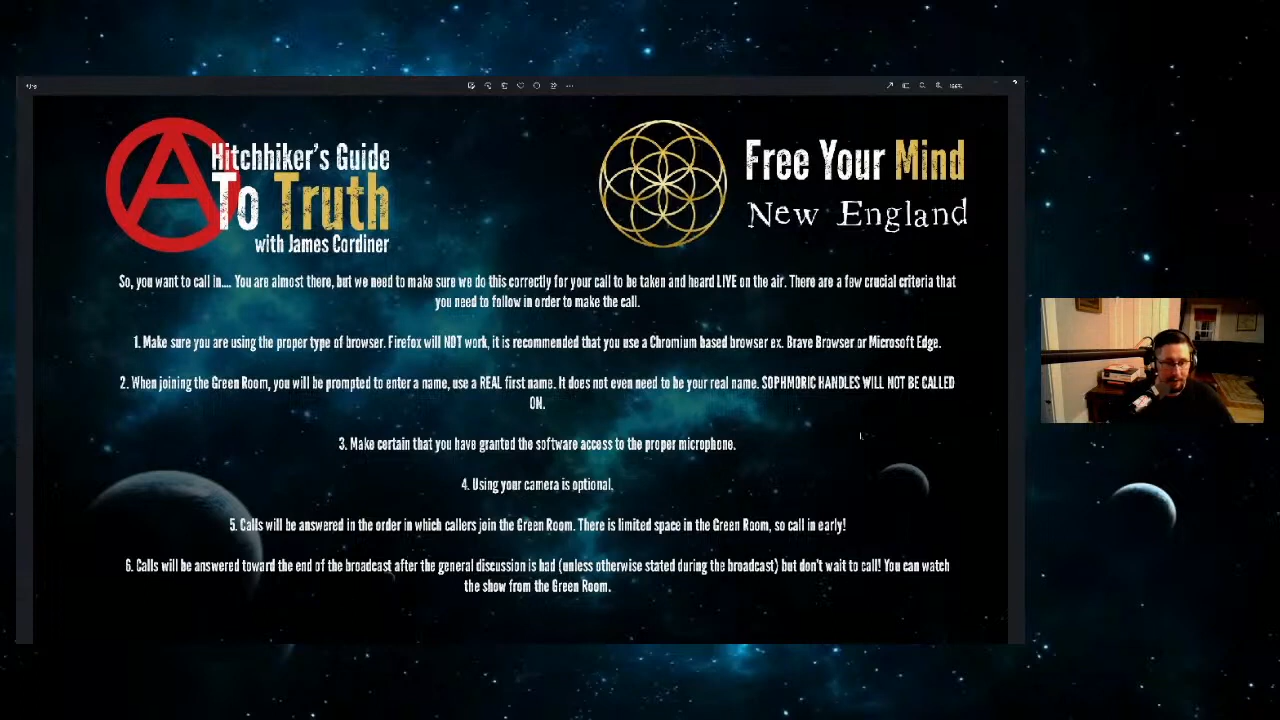 Hitchhiker's Guide
To Truth
with James Cordiner
Free Your Mind
New England
So, you want to call in.... You are almost there, but we need to make sure we do this correctly for your call to be taken and heard LIVE on the air. There are a few crucial criteria that
you need to follow in order to make the call.
1. Make sure you are using the proper type of browser. Firefox will NOT work, it is recommended that you use a Chromium based browser ex. Brave Browser or Microsoft Edge.
2. When joining the Green Room, you will be prompted to enter a name, use a REAL first name. It does not even need to be your real name. SOPHMORIC HANDLES WILL NOT BE CALLED
ON.
3. Make certain that you have granted the software access to the proper microphone.
4. Using your camera is optional.
5. Calls will be answered in the order in which callers join the Green Room. There is limited space in the Green Room, so call in early!
6. Calls will be answered toward the end of the broadcast after the general discussion is had (unless otherwise stated during the broadcast) but don't wait to call! You can watch
the show from the Green Room.